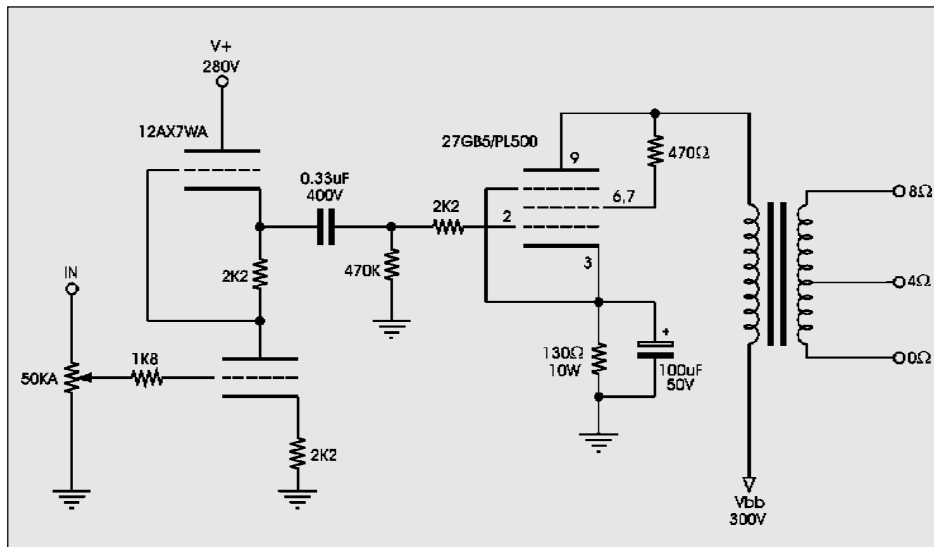 V+
280V
12AX7WA
27GB5/PL500
9
470Ω
0.33uF
400V
2K2
6,7
8Ω
2
IN
2K2
470K
3
4Ω
50KA
1K8
130Ω
10W
+
100uF
50V
0Ω
2K2
Vbb
300V